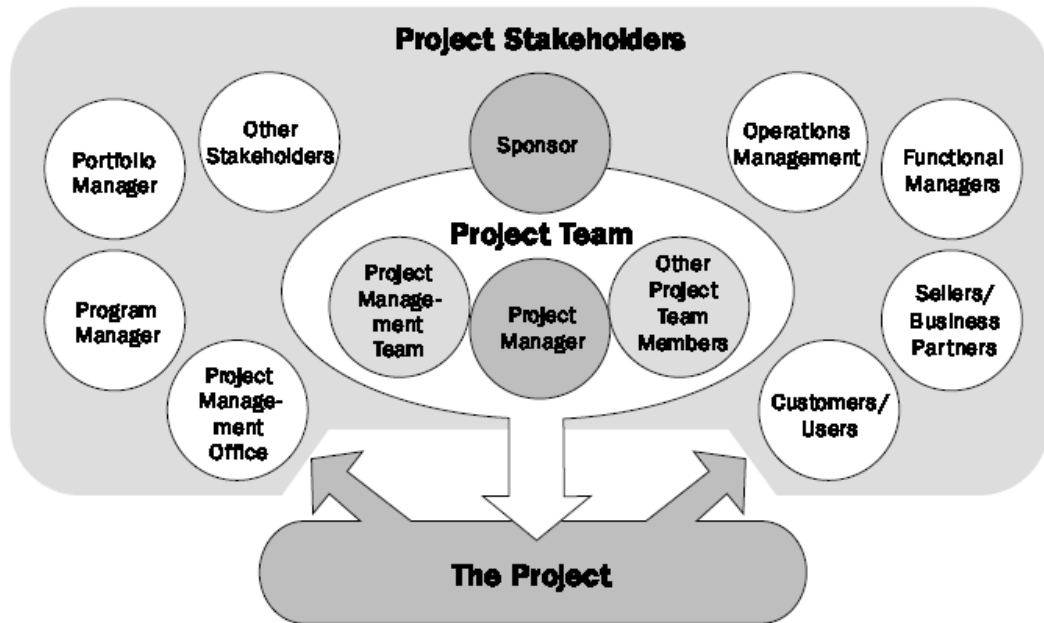 Project Stakeholders
Portfolio
Manager
Other
Stakeholders
Sponsor
Operations
Management
Functional
Managers
Project Team
Program
Manager
Project
Manage-
ment
Team
Project
Manager
Other
Project
Team
Members
Sellers/
Business
Partners
Project
Manage-
ment
Office
Customers/
Users
The Project